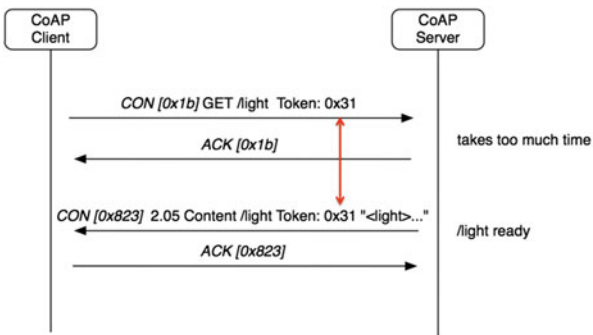 CoAP
Client
CoAP
Server
CON [0x1b] GET /light Token: 0x31
ACK [0x1b]
takes too much time
CON [0x823] 2.05 Content /light Token: 0x31 "<light>..."
/light ready
ACK [0x823]